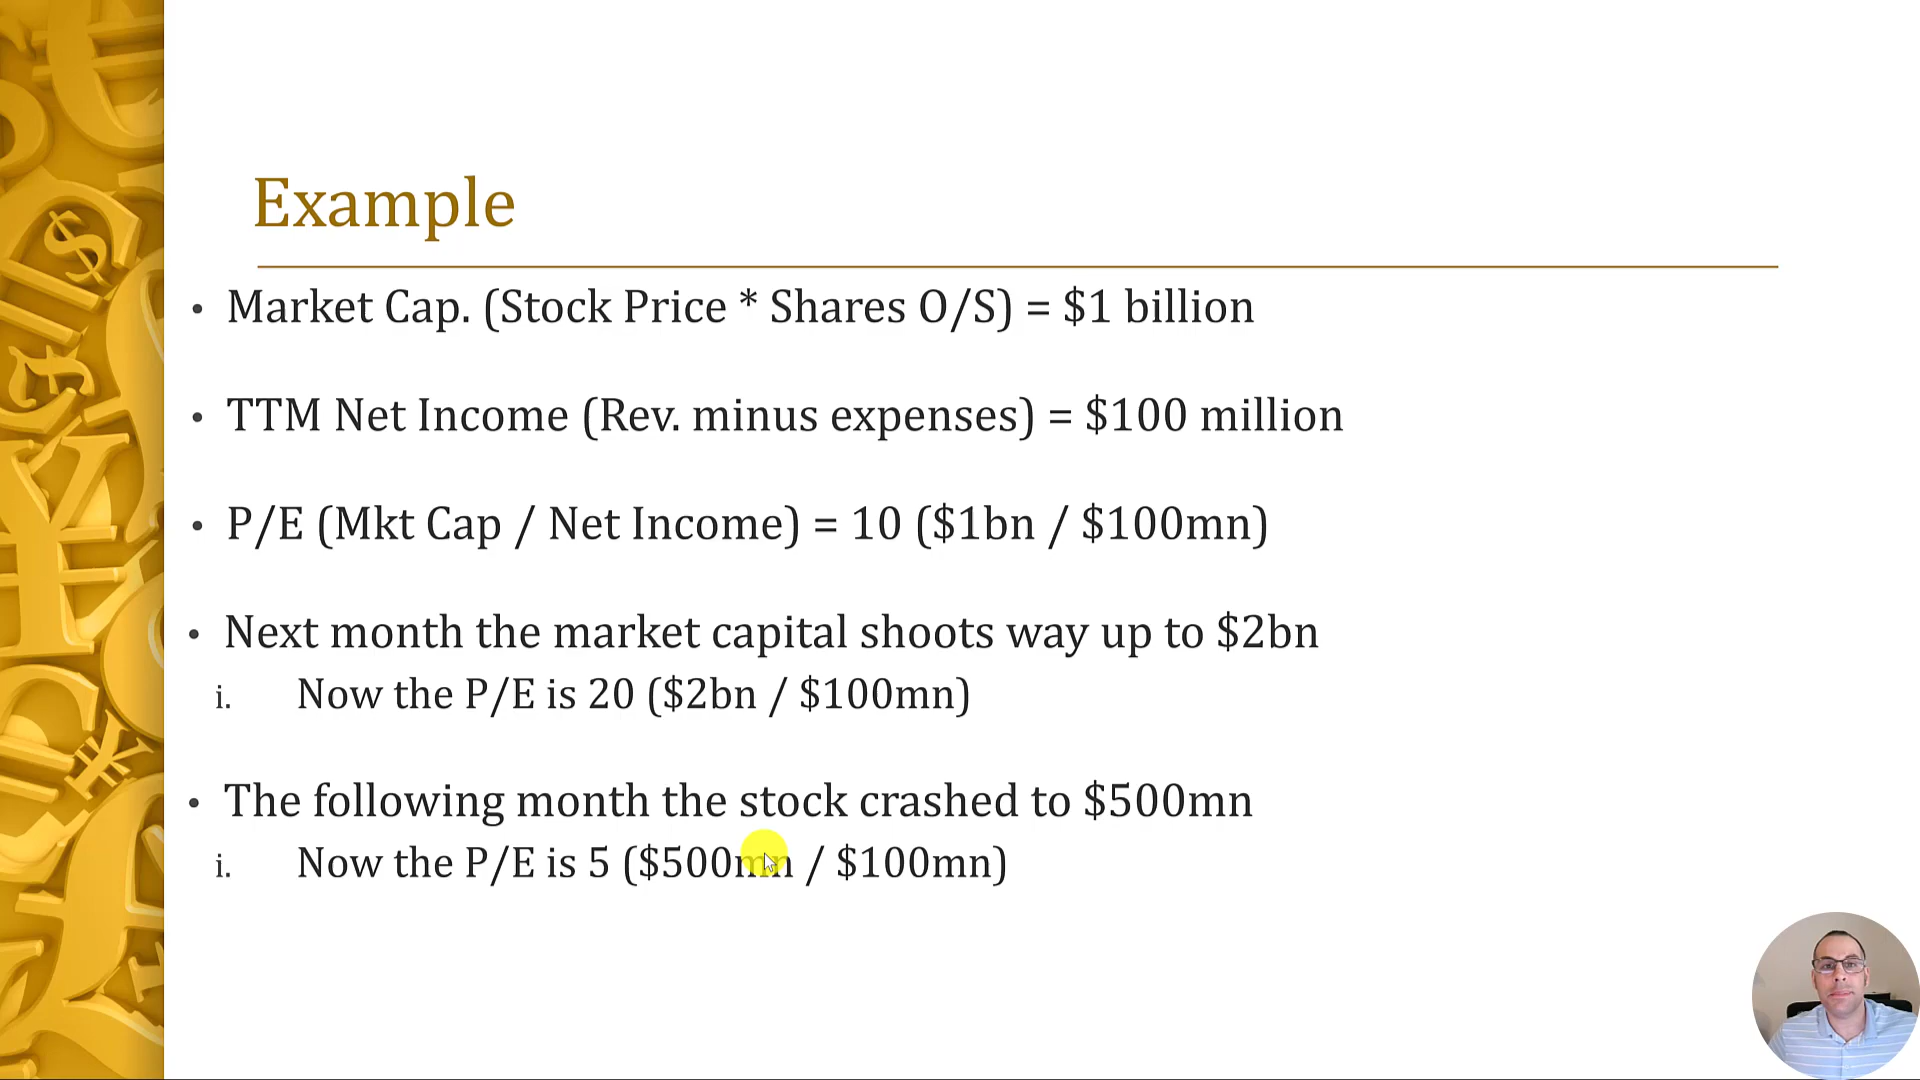 Example
• Market Cap. (Stock Price * Shares O/S) = $1 billion
• TTM Net Income (Rev. minus expenses) = $100 million
• P/E (Mkt Cap / Net Income) = 10 ($1bn / $100mn)
• Next month the market capital shoots way up to $2bn
i. Now the P/E is 20 ($2bn / $100mn)
• The following month the stock crashed to $500mn
i. Now the P/E is 5 ($500mn / $100mn)